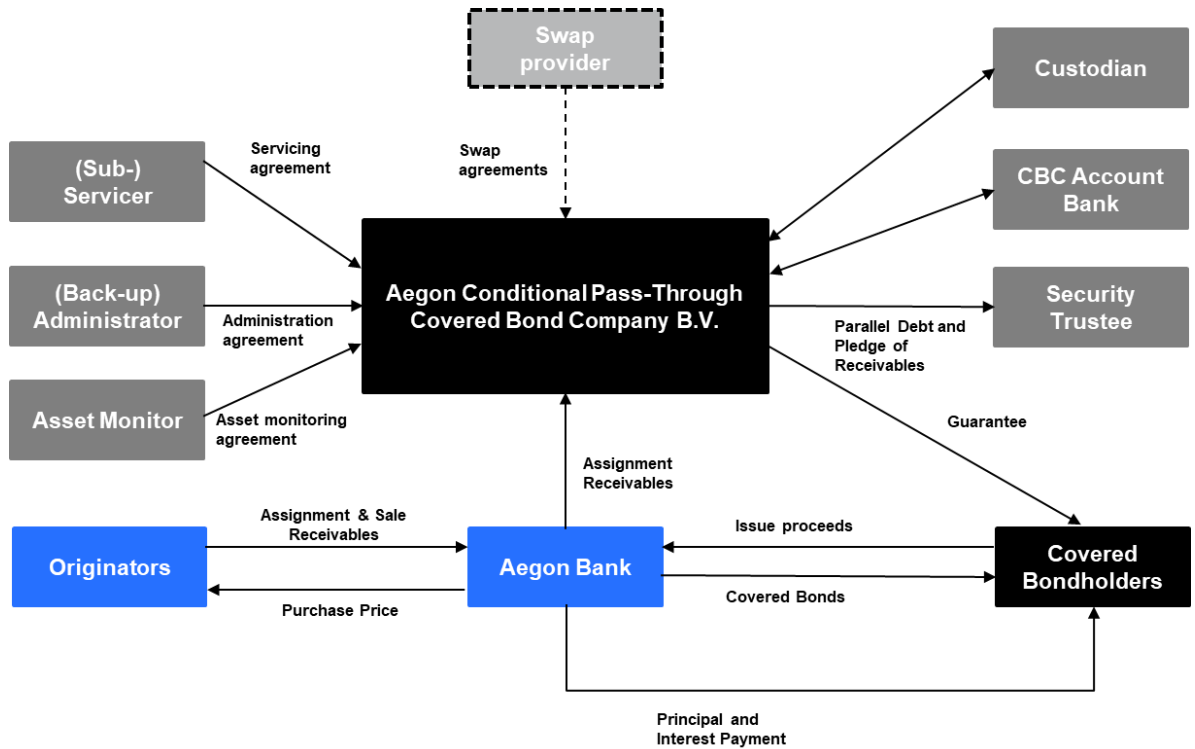 Swap
provider
Custodian
Servicing
agreement
Swap
agreements
(Sub-)
Servicer
CBC Account
Bank
(Back-up)
Administrator
Administration
agreement
Aegon Conditional Pass-Through
Covered Bond Company B.V.
Security
Trustee
Parallel Debt and
Pledge of
Receivables
Asset Monitor
Asset monitoring
agreement
Guarantee
Assignment
Receivables
Assignment & Sale
Receivables
Issue proceeds
Originators
Aegon Bank
Covered
Bondholders
Purchase Price
Covered Bonds
Principal and
Interest Payment